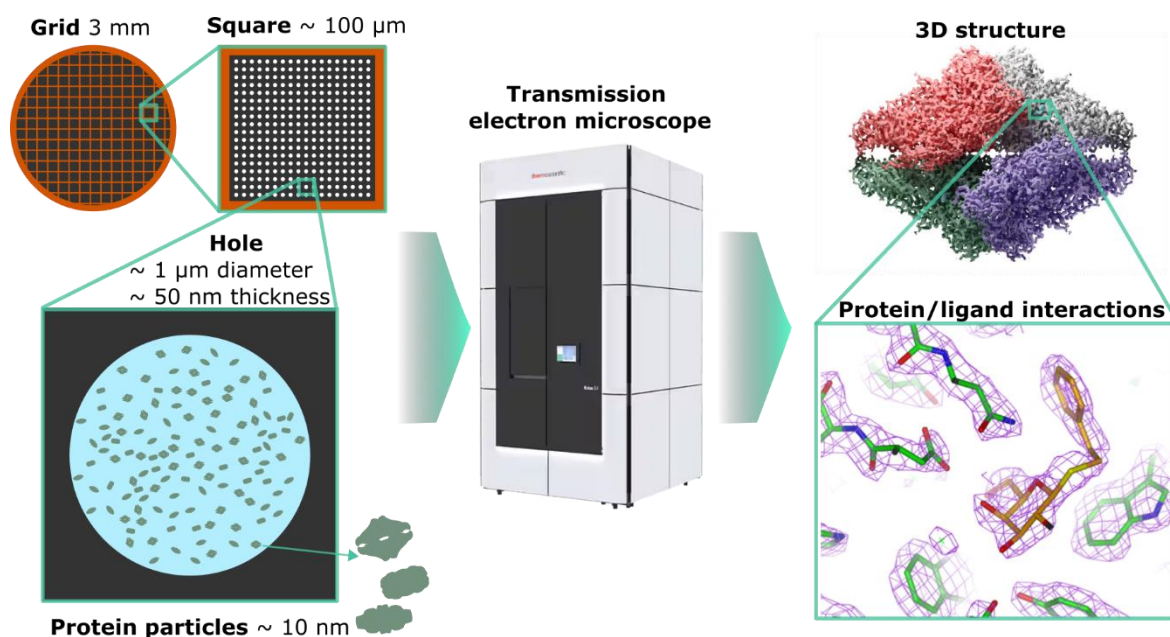 Grid 3 mm
Square ~ 100 µm
Hole
~ 1 µm diameter
~ 50 nm thickness
Protein particles ~ 10 nm
Transmission
electron microscope
3D structure
Protein/ligand interactions